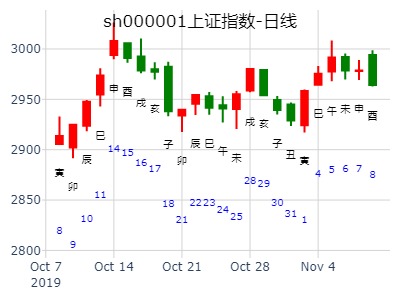 sh000001上证指数-日线
3000
2950
2900
2850
2800
寅
卯
辰
巳
申
酉
戌
亥
子
卯
辰
巳
午
未
戌
亥
子
丑
寅
巳
午
未
申
酉
8
9
10
11
14
15
16
17
18
21
22
23
24
25
28
29
30
31
1
4
5
6
7
8
Oct 7
2019
Oct 14
Oct 21
Oct 28
Nov 4